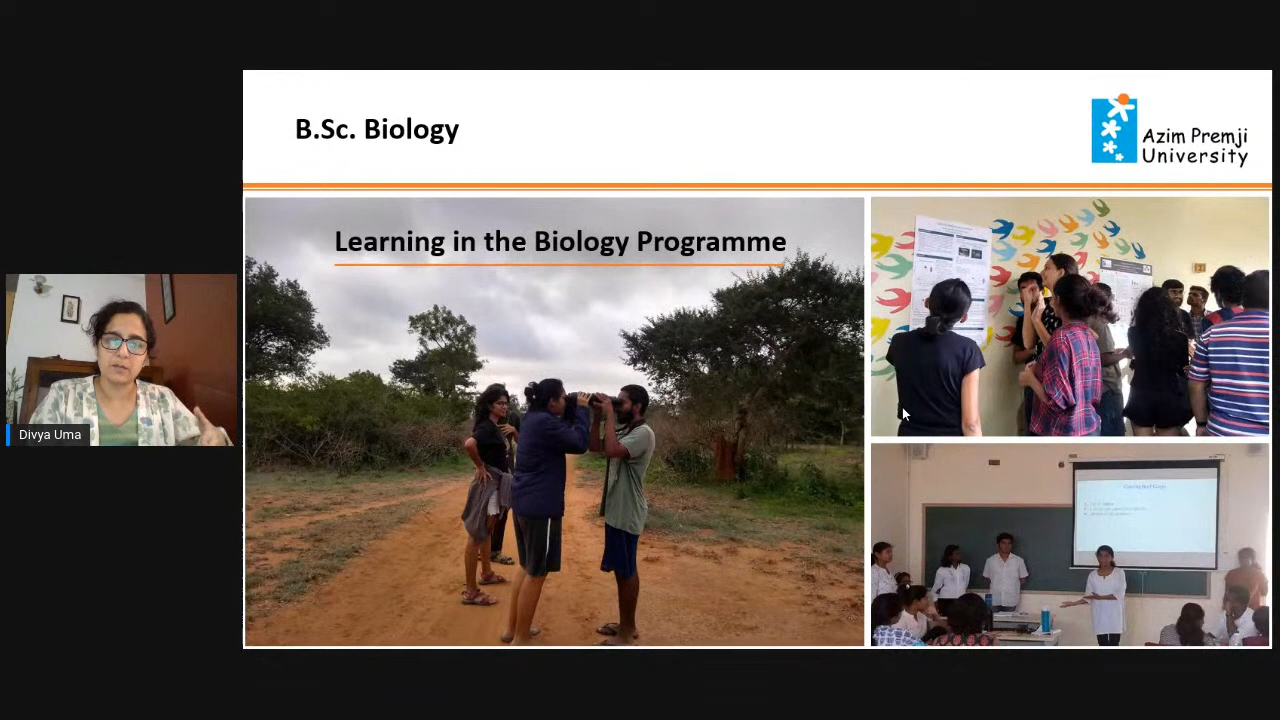 B.Sc. Biology
Azim Premji
University
Learning in the Biology Programme
Divya Uma